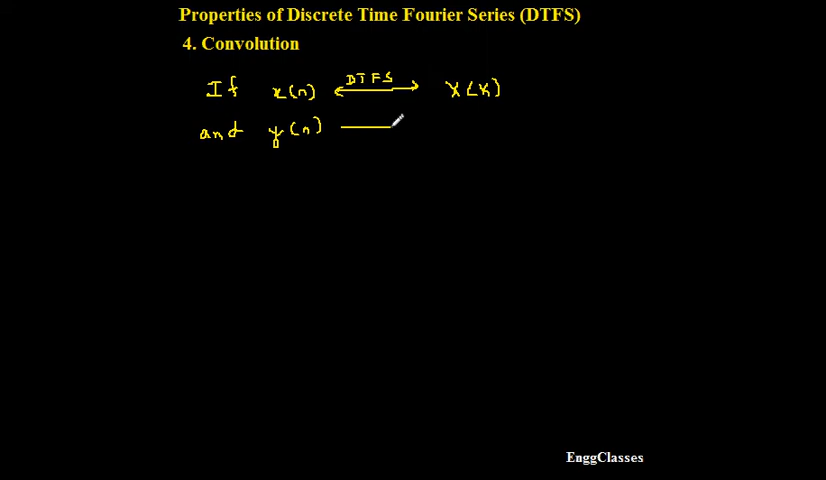 Properties of Discrete Time Fourier Series (DTFS)
4. Convolution
If x(n) DTFS X(k)
and y(n)
EnggClasses